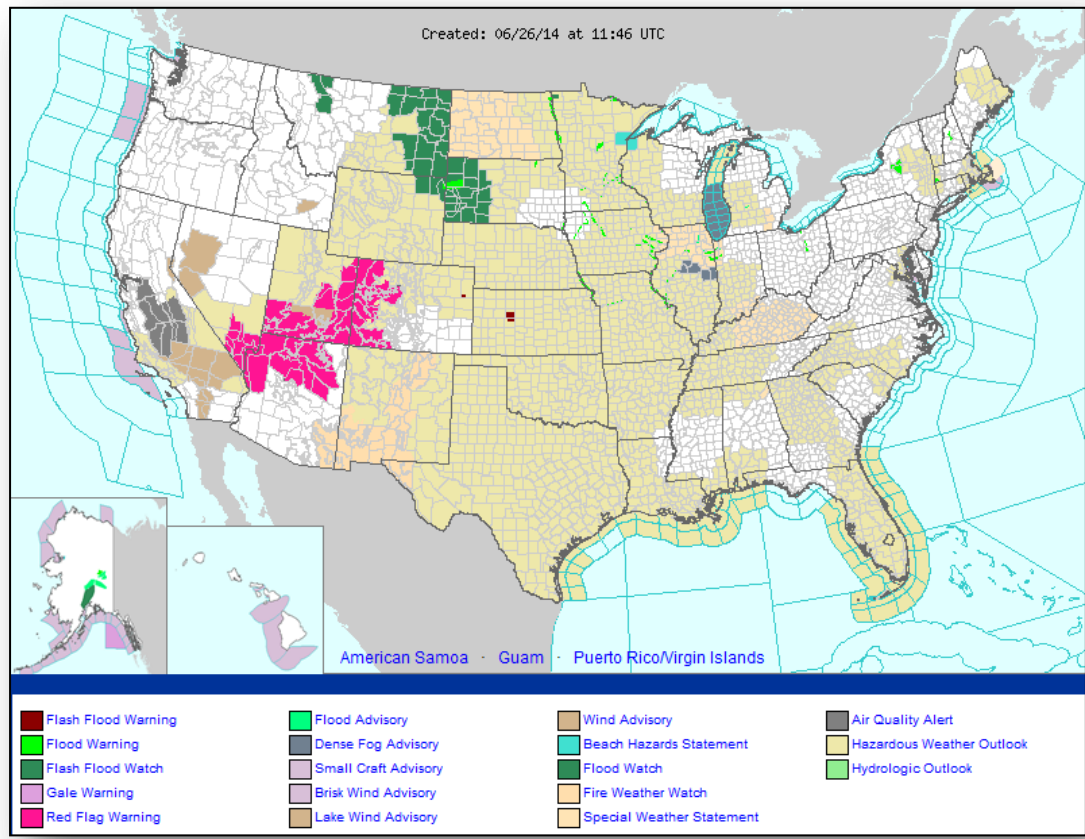 Created: 06/26/14 at 11:46 UTC
American Samoa - Guam - Puerto Rico/Virgin Islands
Flash Flood Warning
Flood Warning
Flash Flood Watch
Gale Warning
Red Flag Warning
Flood Advisory
Dense Fog Advisory
Small Craft Advisory
Brisk Wind Advisory
Lake Wind Advisory
Wind Advisory
Beach Hazards Statement
Flood Watch
Fire Weather Watch
Special Weather Statement
Air Quality Alert
Hazardous Weather Outlook
Hydrologic Outlook